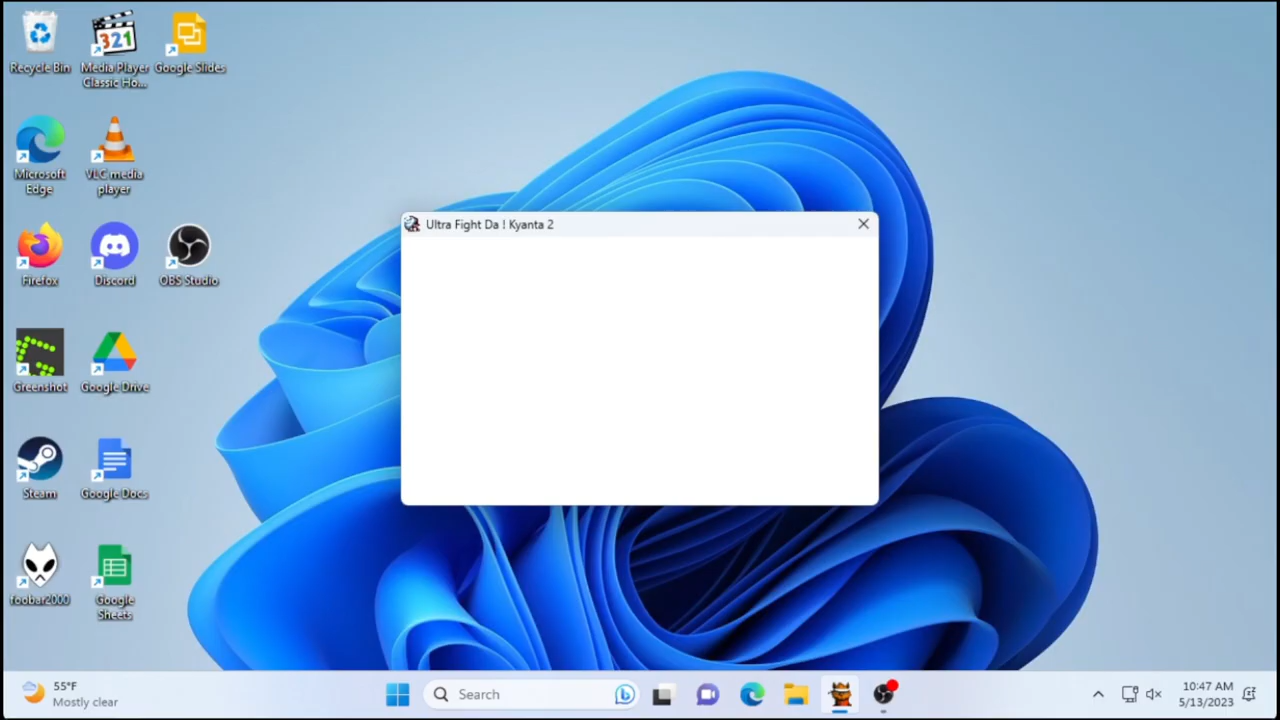 Recycle Bin
Media Player
Classic Ho...
Google Slides
Microsoft
Edge
VLC media
player
Firefox
Discord
OBS Studio
Greenshot
Google Drive
Steam
Google Docs
foobar2000
Google
Sheets
321
Ultra Fight Da ! Kyanta 2
55°F
Mostly clear
Search
10:47 AM
5/13/2023